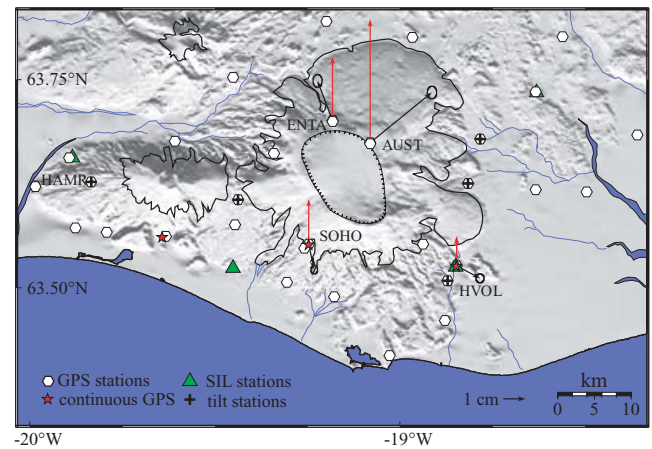 63.75°N
ENTA
AUST
HAMR
SOHO
63.50°N
HVOL
GPS stations
SIL stations
km
continuous GPS
tilt stations
1 cm
0 5 10
-20°W
-19°W